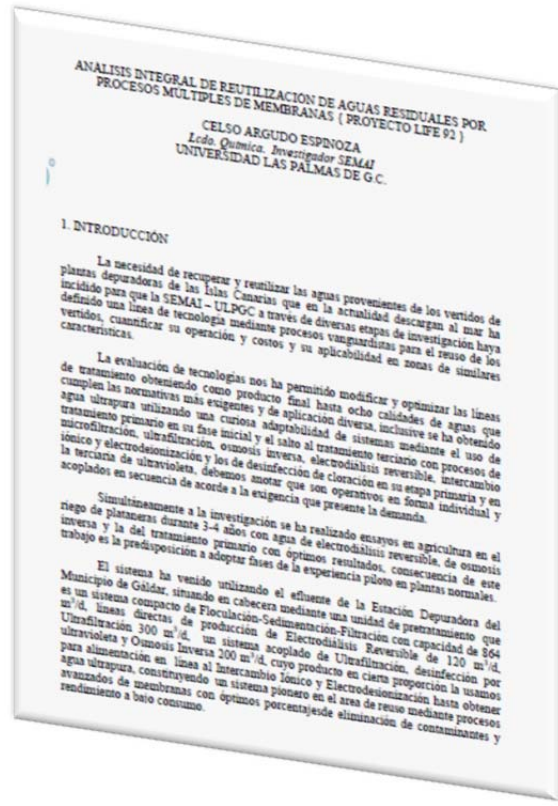 ANÁLISIS INTEGRAL DE REUTILIZACIÓN DE AGUAS RESIDUALES POR
PROCESOS MÚLTIPLES DE MEMBRANAS ( PROYECTO LIFE 92 )
CELSO ARGUDO ESPINOZA
Lcdo. Química. Investigador SEMAI
UNIVERSIDAD LAS PALMAS DE G.C.
1. INTRODUCCIÓN
La necesidad de recuperar y reutilizar las aguas provenientes de los vertidos de
plantas depuradoras de las Islas Canarias que en la actualidad descargan al mar ha
incidido para que la SEMAI – ULPGC a través de diversas etapas de investigación haya
definido una línea de tecnología mediante procesos vanguardistas para el reuso de los
vertidos, cuantificar su operación y costos y su aplicabilidad en zonas de similares
características.
La evaluación de tecnologías nos ha permitido modificar y optimizar las líneas
de tratamiento obteniendo como producto final hasta ocho calidades de aguas que
cumplen las normativas más exigentes y de aplicación diversa, inclusive se ha obtenido
agua ultrapura utilizando una curiosa adaptabilidad de sistemas mediante el uso de
tratamiento primario en su fase inicial y el salto al tratamiento terciario con procesos de
microfiltración, ultrafiltración, osmosis inversa, electrodiálisis reversible, intercambio
iónico y electrodeionización y los de desinfección de cloración en su etapa primaria y en
la terciaria de ultravioleta, debemos anotar que son operativos en forma individual y
acoplados en secuencia de acorde a la exigencia que presente la demanda.
Simultáneamente a la investigación se ha realizado ensayos en agricultura en el
riego de plataneras durante 3-4 años con agua de electrodiálisis reversible, de osmosis
inversa y la del tratamiento primario con óptimos resultados, consecuencia de este
trabajo es la predisposición a adoptar fases de la experiencia piloto en plantas normales.
El sistema ha venido utilizando el efluente de la Estación Depuradora del
Municipio de Gáldar, situando en cabecera mediante una unidad de pretratamiento que
es un sistema compacto de Floculación-Sedimentación-Filtración con capacidad de 864
m³/d, líneas directas de producción de Electrodiálisis Reversible de 120 m³/d,
Ultrafiltración 300 m³/d, un sistema acoplado de Ultrafiltración, desinfección por
ultravioleta y Osmosis Inversa 200 m³/d, cuyo producto en cierta proporción la usamos
para alimentación en línea al Intercambio Iónico y Electrodesionización hasta obtener
agua ultrapura, constituyendo un sistema pionero en el area de reuso mediante procesos
avanzados de membranas con óptimos porcentajesde eliminación de contaminantes y
rendimiento a bajo consumo.